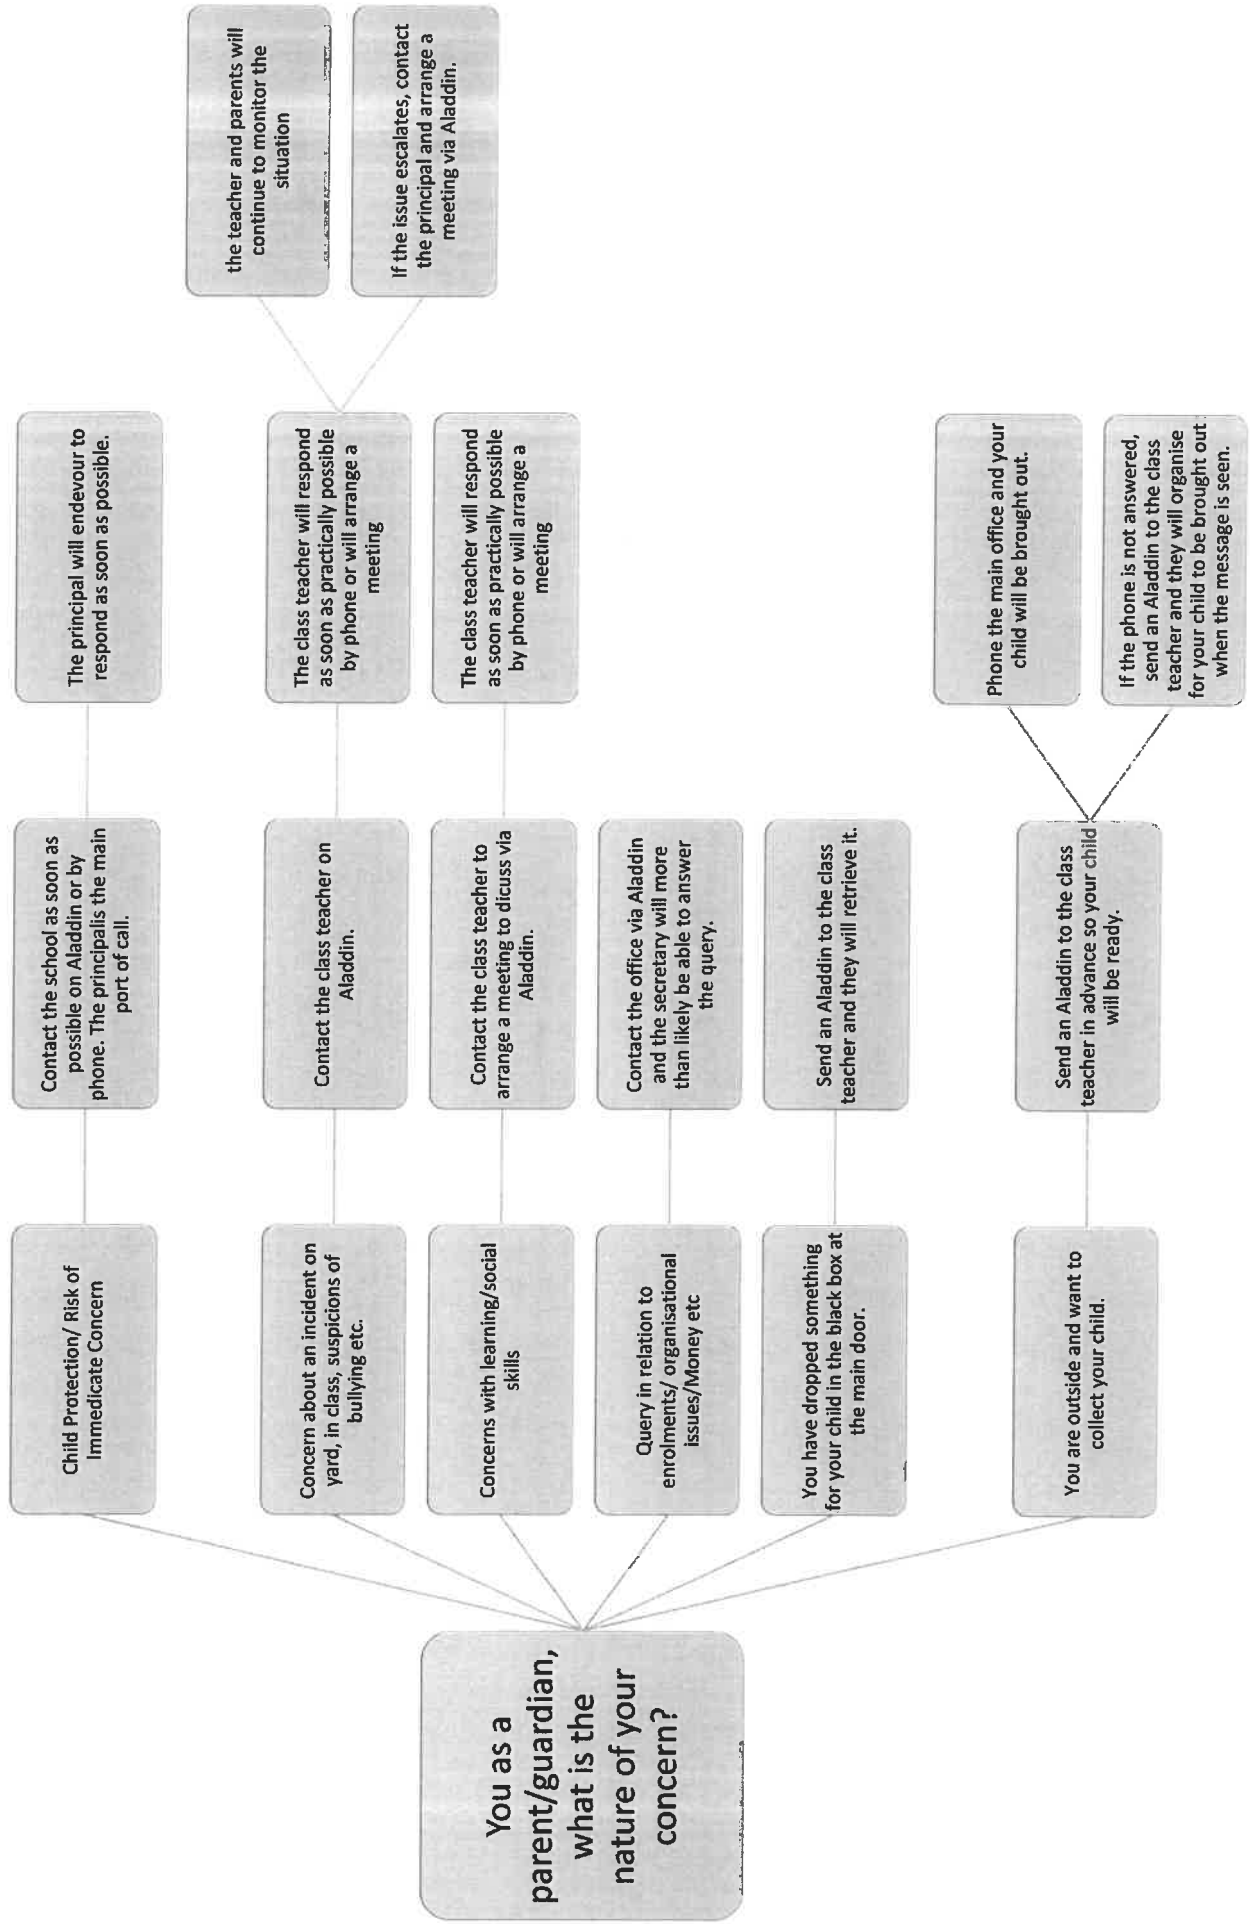 You as a
parent/guardian,
what is the
nature of your
concern?
Child Protection/ Risk of
Immedicate Concern
Contact the school as soon as
possible on Aladdin or by
phone. The principalis the main
port of call.
The principal will endevour to
respond as soon as possible.
Concern about an incident on
yard, in class, suspicions of
bullying etc.
Contact the class teacher on
Aladdin.
The class teacher will respond
as soon as practically possible
by phone or will arrange a
meeting
the teacher and parents will
continue to monitor the
situation
If the issue escalates, contact
the principal and arrange a
meeting via Aladdin.
Concerns with learning/social
skills
Contact the class teacher to
arrange a meeting to dicuss via
Aladdin.
The class teacher will respond
as soon as practically possible
by phone or will arrange a
meeting
Query in relation to
enrolments/ organisational
issues/Money etc
Contact the office via Aladdin
and the secretary will more
than likely be able to answer
the query.
You have dropped something
for your child in the black box at
the main door.
Send an Aladdin to the class
teacher and they will retrieve it.
You are outside and want to
collect your child.
Send an Aladdin to the class
teacher in advance so your child
will be ready.
Phone the main office and your
child will be brought out.
If the phone is not answered,
send an Aladdin to the class
teacher and they will organise
for your child to be brought out
when the message is seen.